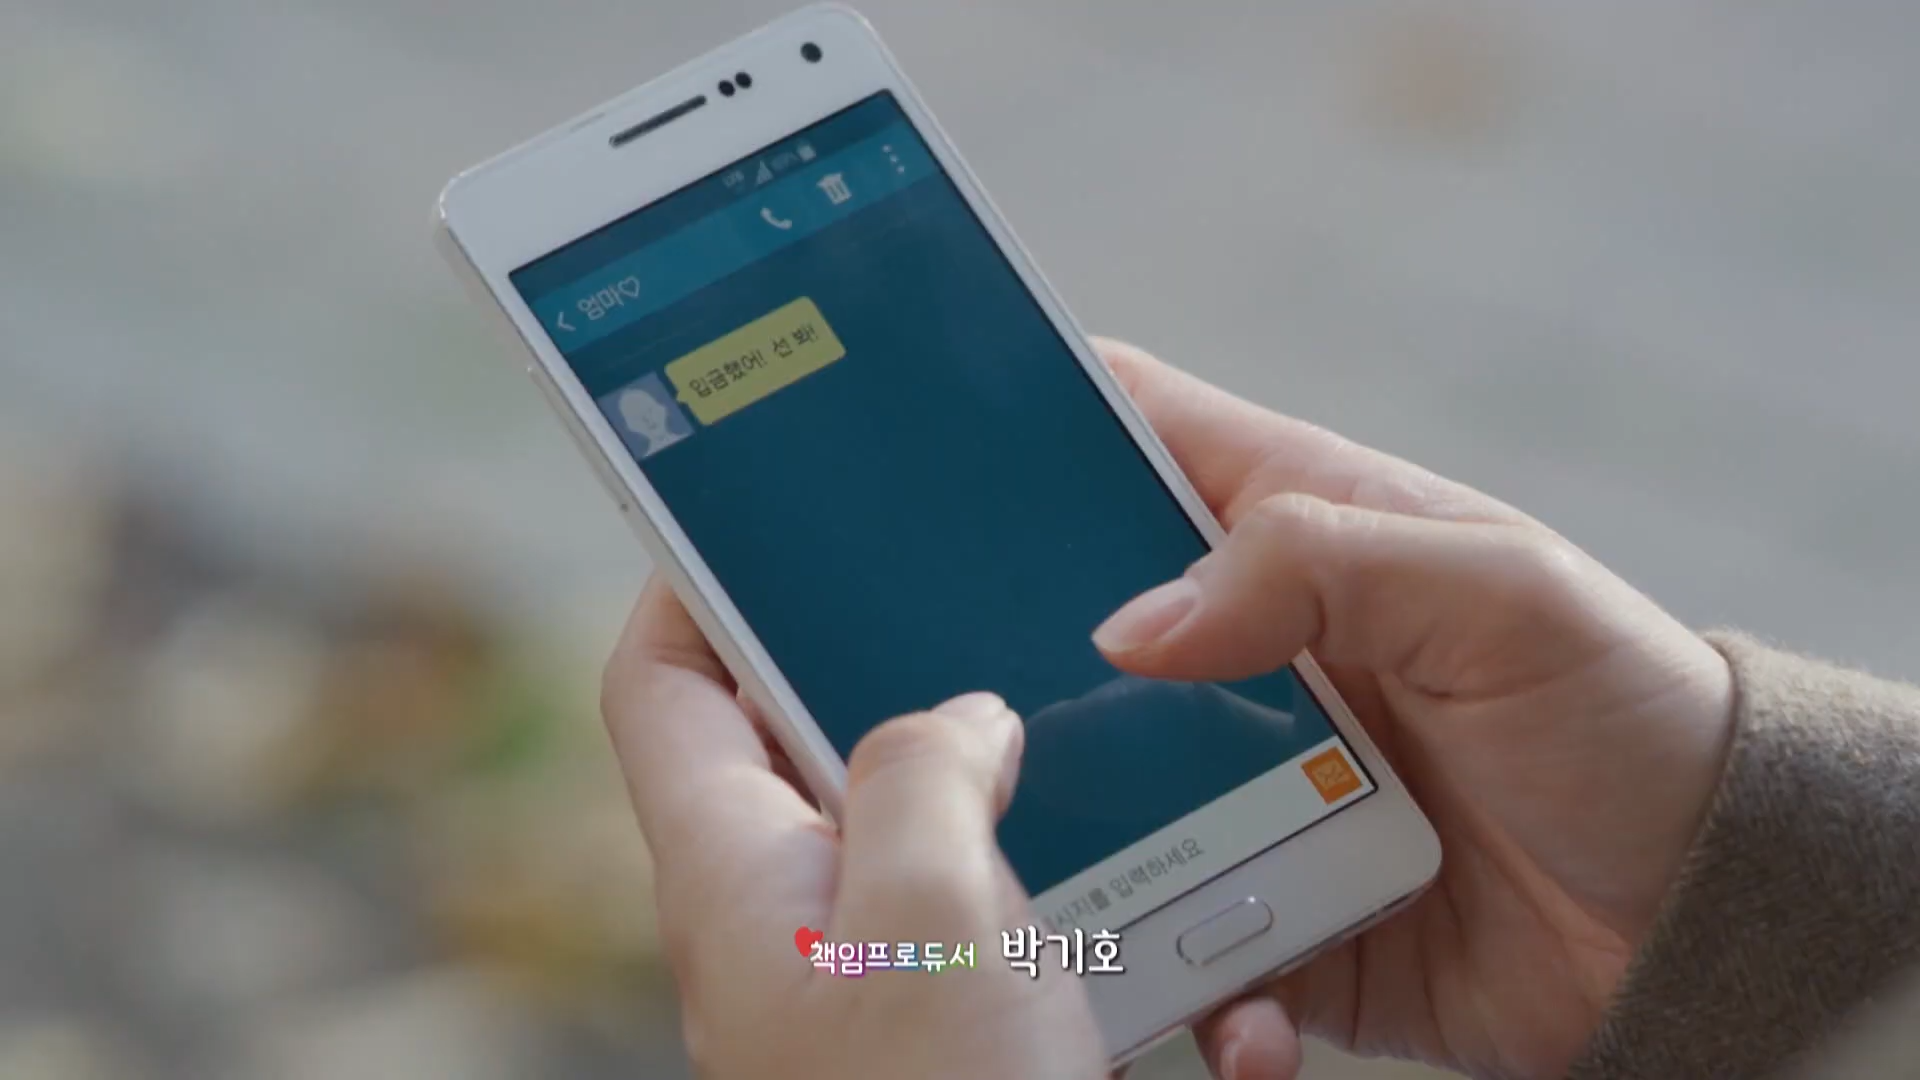 LTE
엄마♡
입금했어! 선 봐!
시지를 입력하세요
책임프로듀서 박기호